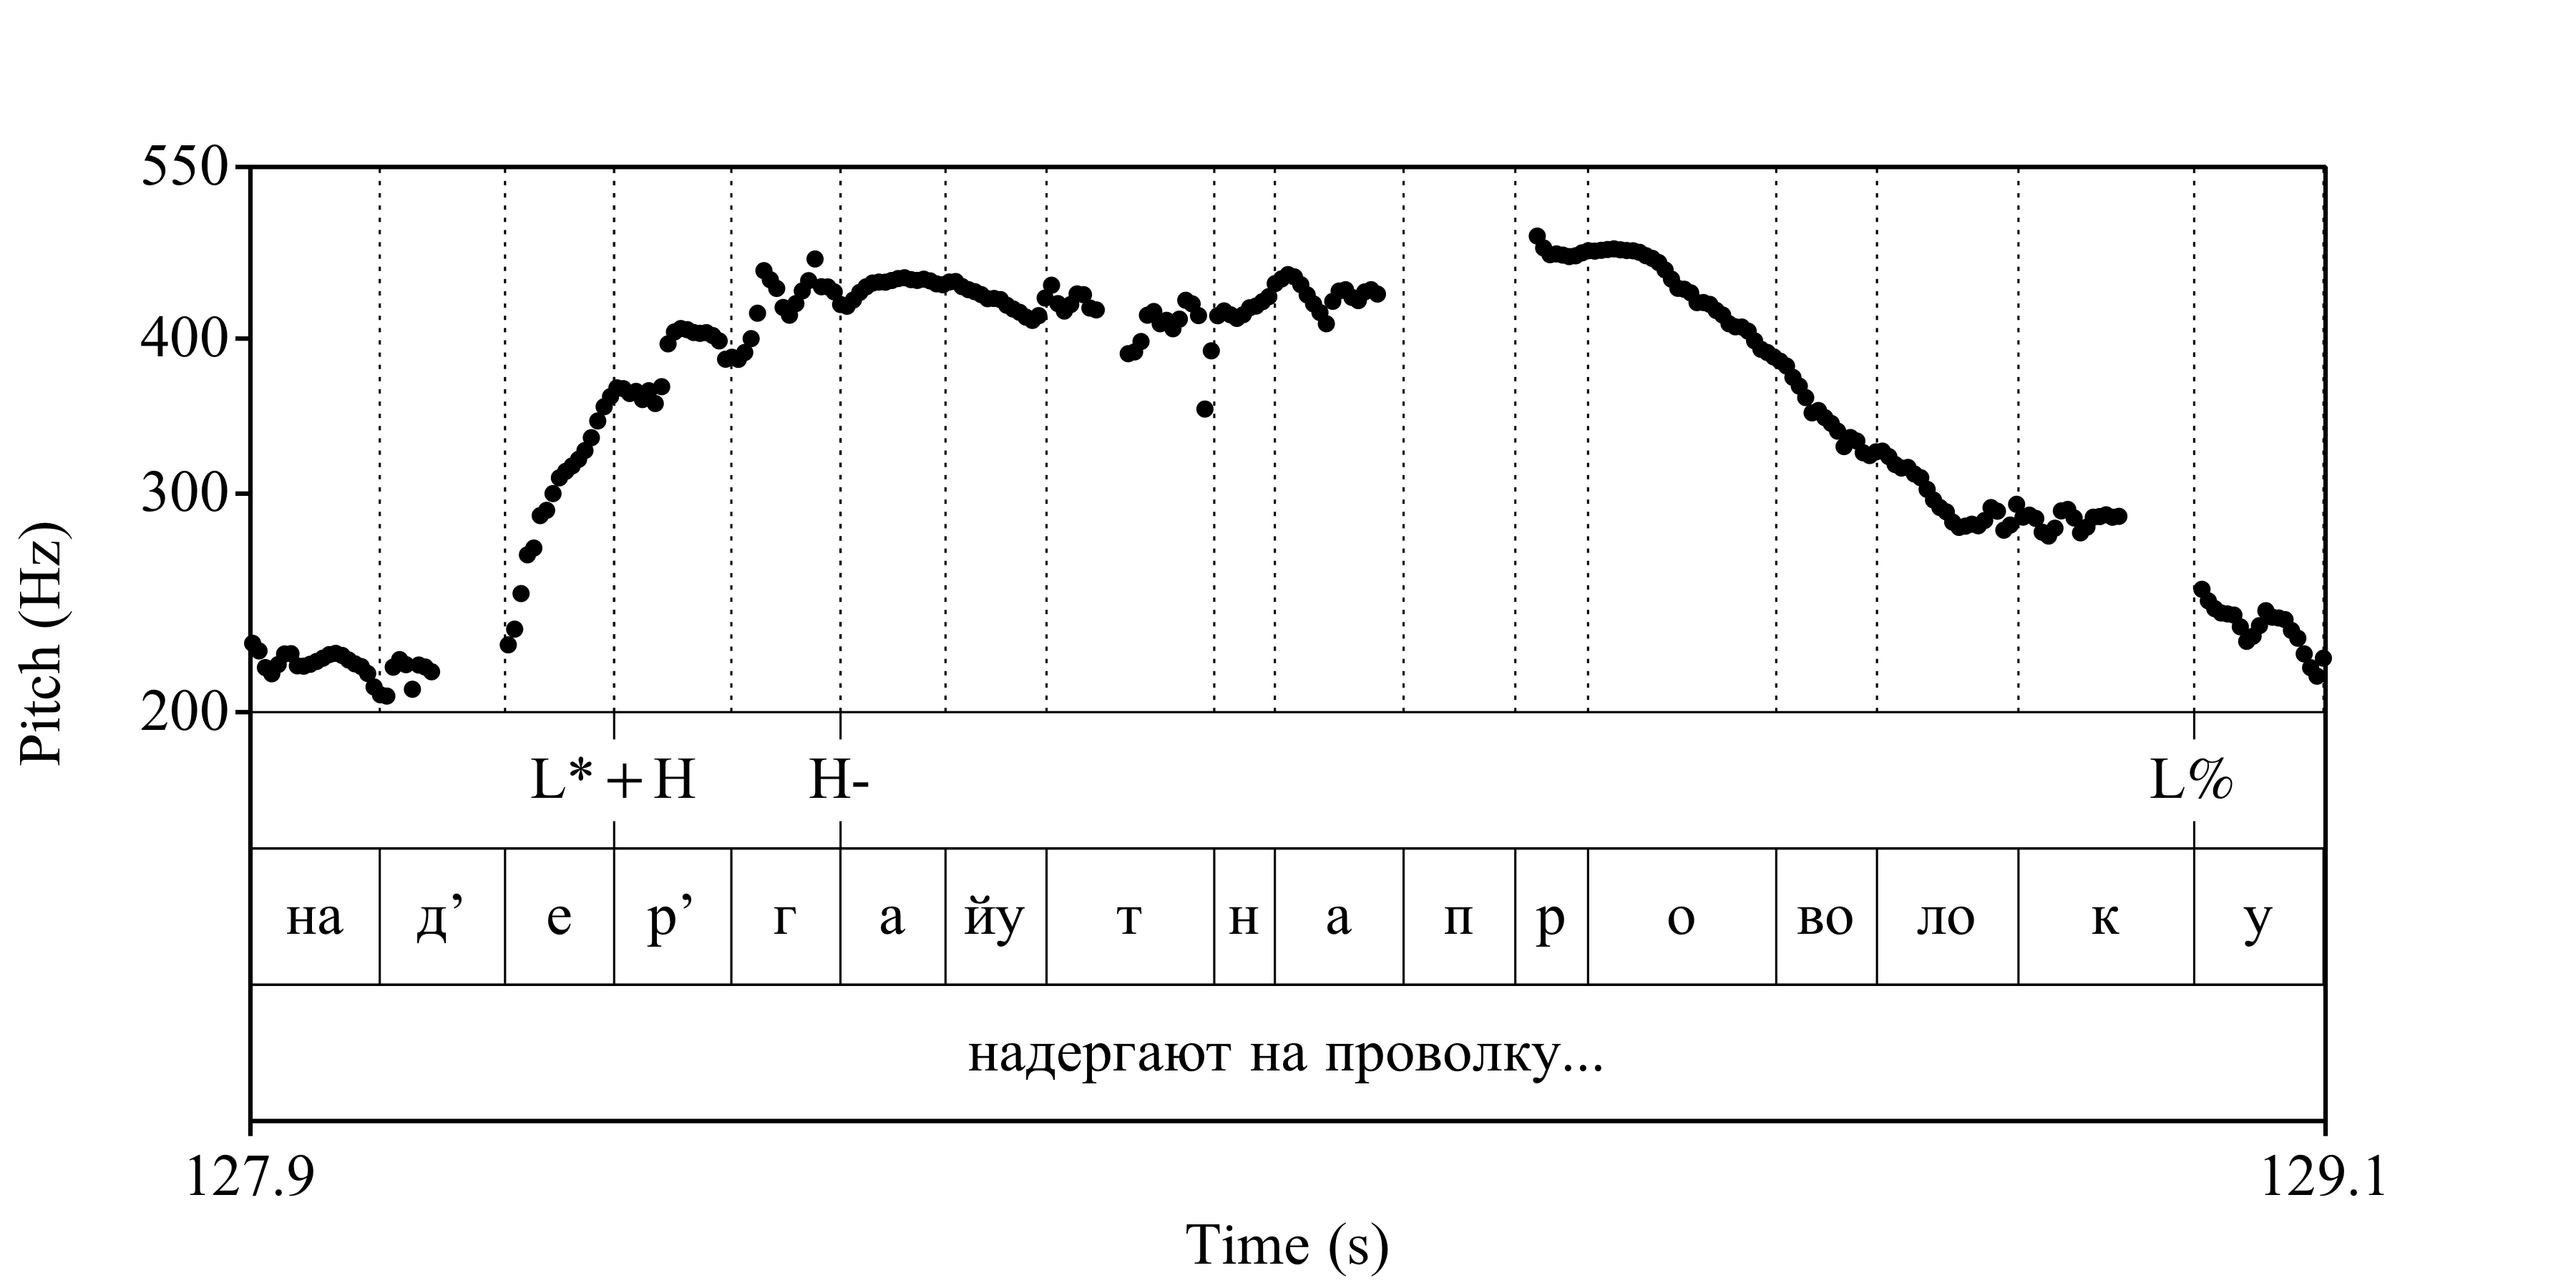 550
400
300
200
Pitch (Hz)
L*+H H- L%
на д’ е р’ г а йу т н а п р о во ло к у
надергают на проволку...
127.9 129.1
Time (s)